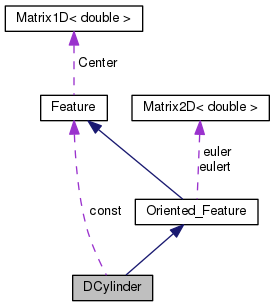 Matrix1D< double >
Center
Feature
Matrix2D< double >
euler
eulert
const
Oriented_Feature
DCylinder